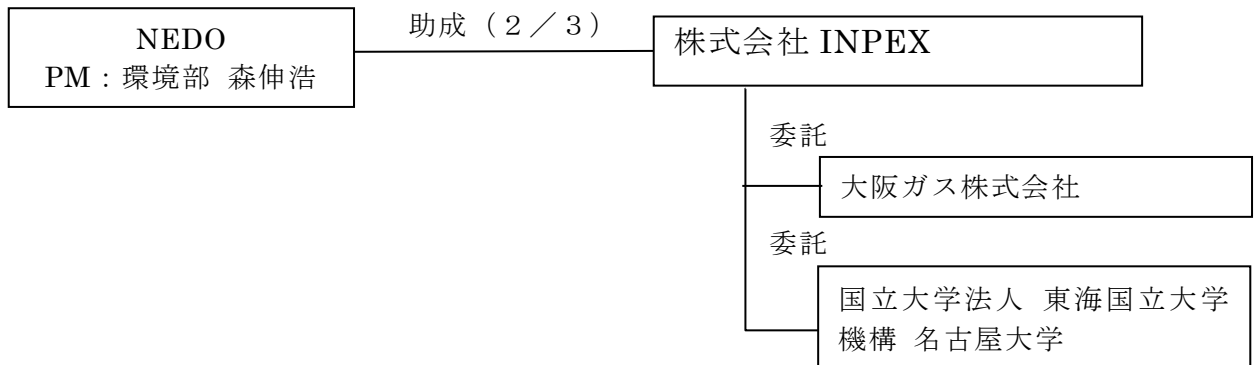 NEDO
PM：環境部 森伸浩
助成（２／３）
株式会社 INPEX
委託
大阪ガス株式会社
委託
国立大学法人 東海国立大学
機構 名古屋大学